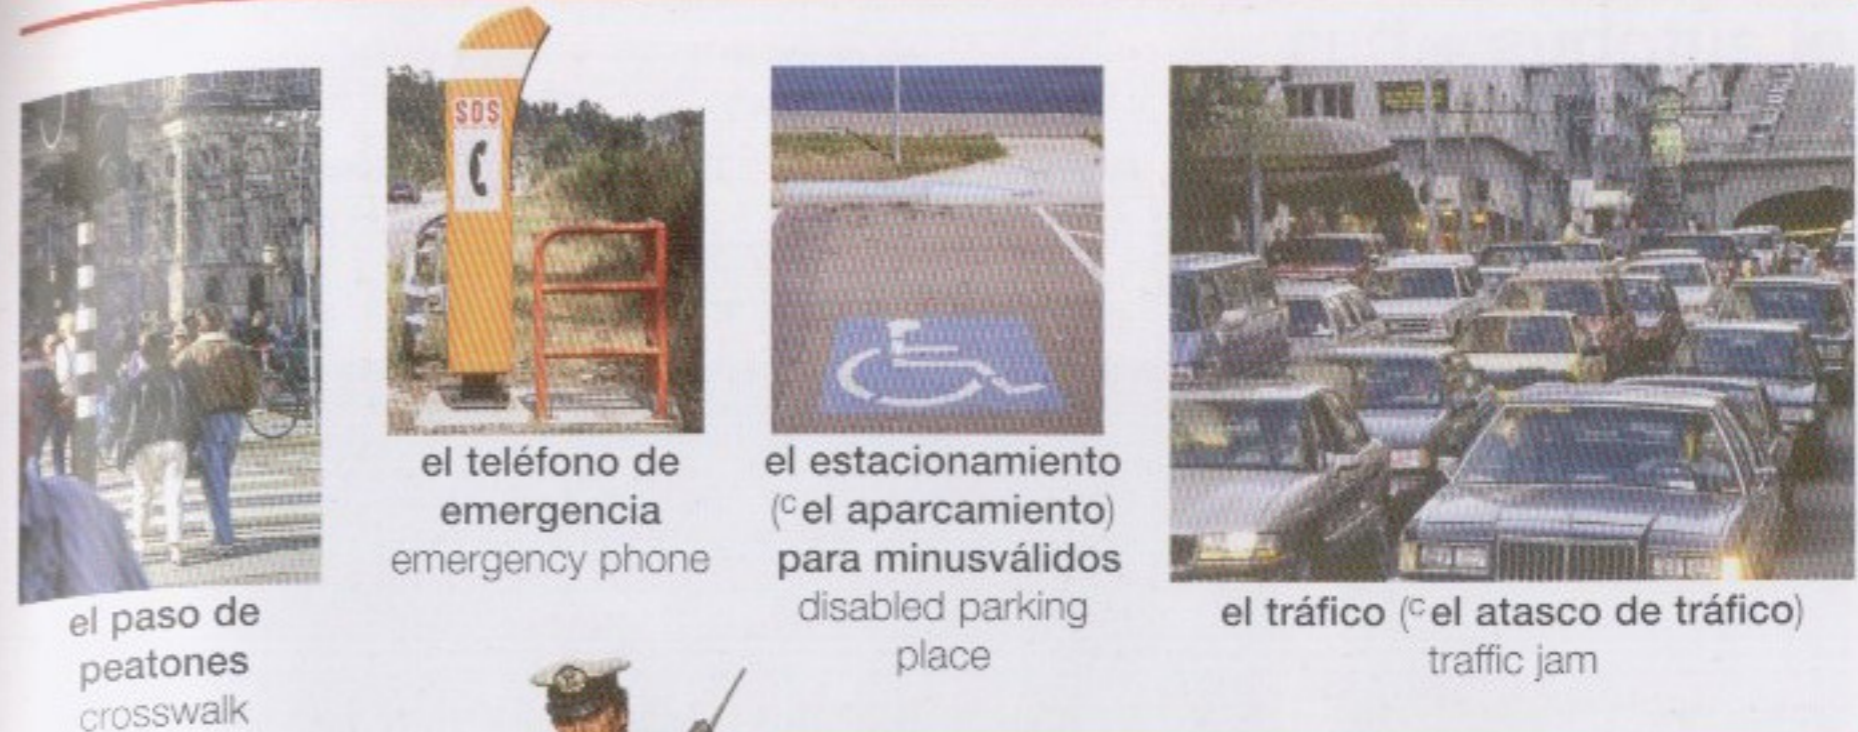 SOS
el paso de
peatones
crosswalk
el teléfono de
emergencia
emergency phone
el estacionamiento
(ᶜel aparcamiento)
para minusválidos
disabled parking
place
el tráfico (ᶜel atasco de tráfico)
traffic jam